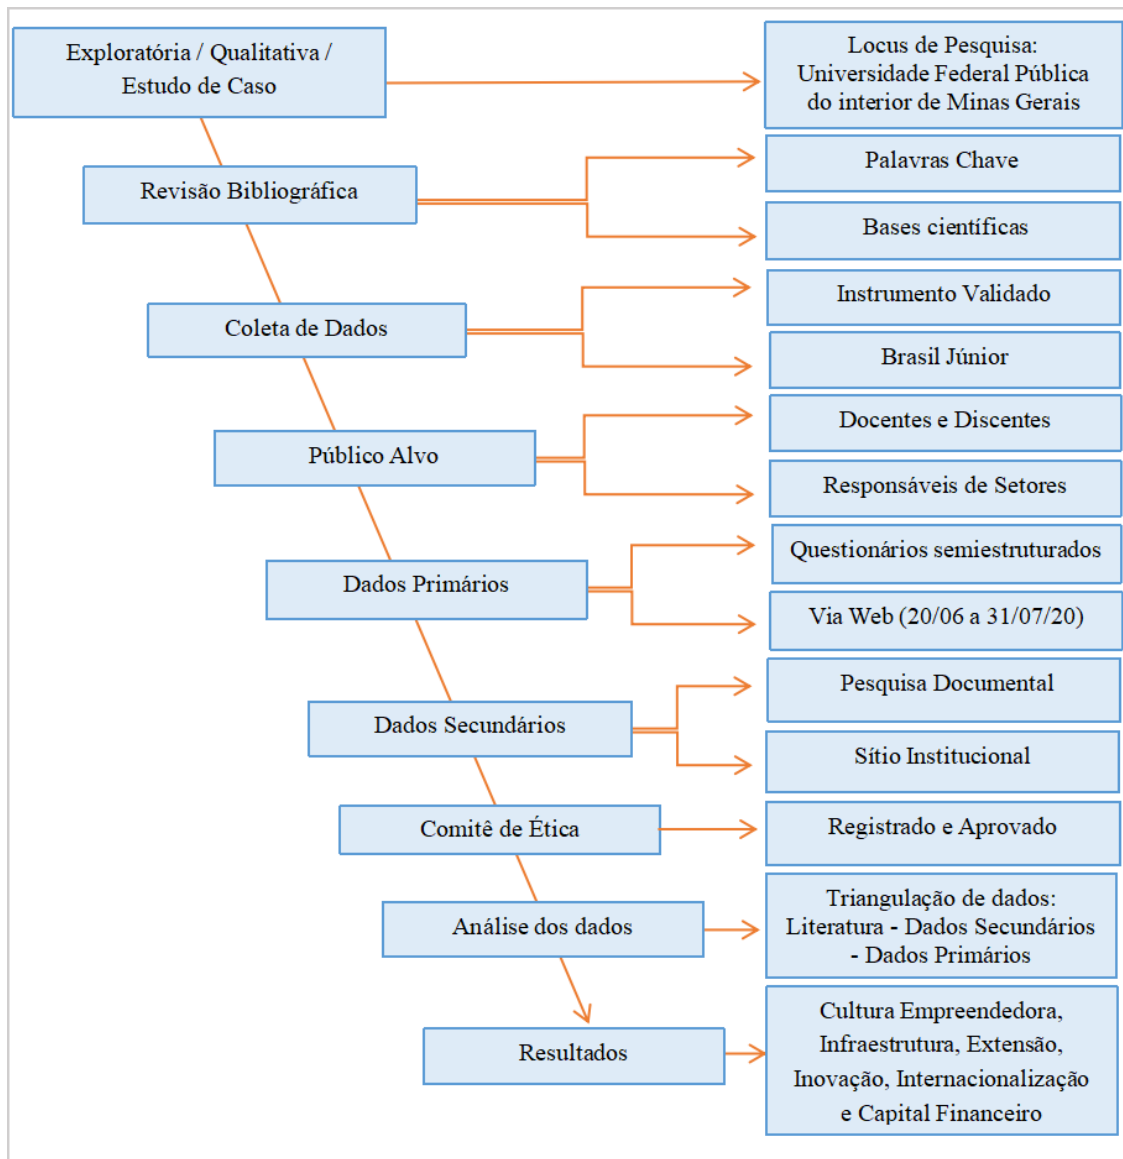 Exploratória / Qualitativa /
Estudo de Caso
Locus de Pesquisa:
Universidade Federal Pública
do interior de Minas Gerais
Revisão Bibliográfica
Palavras Chave
Bases científicas
Coleta de Dados
Instrumento Validado
Brasil Júnior
Público Alvo
Docentes e Discentes
Responsáveis de Setores
Dados Primários
Questionários semiestruturados
Via Web (20/06 a 31/07/20)
Dados Secundários
Pesquisa Documental
Sítio Institucional
Comitê de Ética
Registrado e Aprovado
Análise dos dados
Triangulação de dados:
Literatura - Dados Secundários
- Dados Primários
Resultados
Cultura Empreendedora,
Infraestrutura, Extensão,
Inovação, Internacionalização
e Capital Financeiro